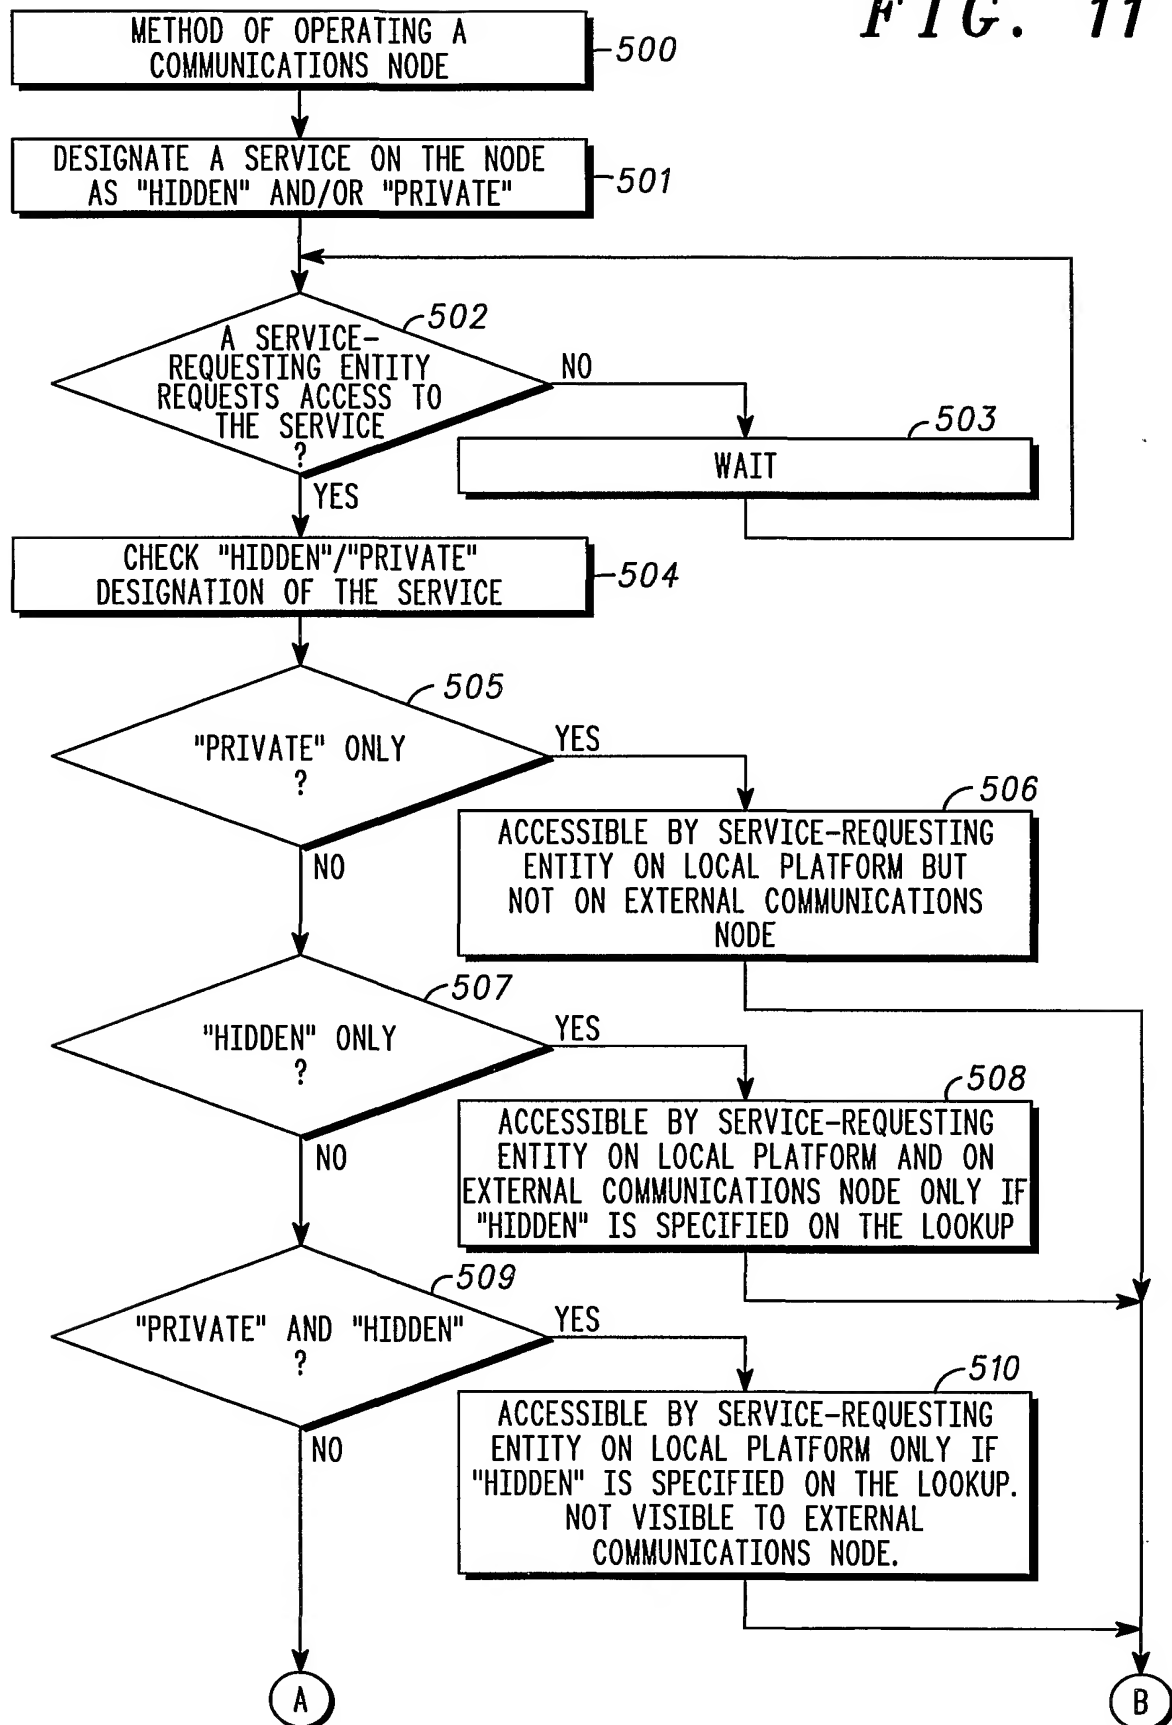 FIG. 11
METHOD OF OPERATING A
COMMUNICATIONS NODE
500
DESIGNATE A SERVICE ON THE NODE
AS "HIDDEN" AND/OR "PRIVATE"
501
502
A SERVICE-
REQUESTING ENTITY
REQUESTS ACCESS TO
THE SERVICE
?
NO
503
WAIT
YES
CHECK "HIDDEN"/"PRIVATE"
DESIGNATION OF THE SERVICE
504
505
"PRIVATE" ONLY
?
YES
506
ACCESSIBLE BY SERVICE-REQUESTING
ENTITY ON LOCAL PLATFORM BUT
NOT ON EXTERNAL COMMUNICATIONS
NODE
NO
507
"HIDDEN" ONLY
?
YES
508
ACCESSIBLE BY SERVICE-REQUESTING
ENTITY ON LOCAL PLATFORM AND ON
EXTERNAL COMMUNICATIONS NODE ONLY IF
"HIDDEN" IS SPECIFIED ON THE LOOKUP
NO
509
"PRIVATE" AND "HIDDEN"
?
YES
510
ACCESSIBLE BY SERVICE-REQUESTING
ENTITY ON LOCAL PLATFORM ONLY IF
"HIDDEN" IS SPECIFIED ON THE LOOKUP.
NOT VISIBLE TO EXTERNAL
COMMUNICATIONS NODE.
NO
A
B